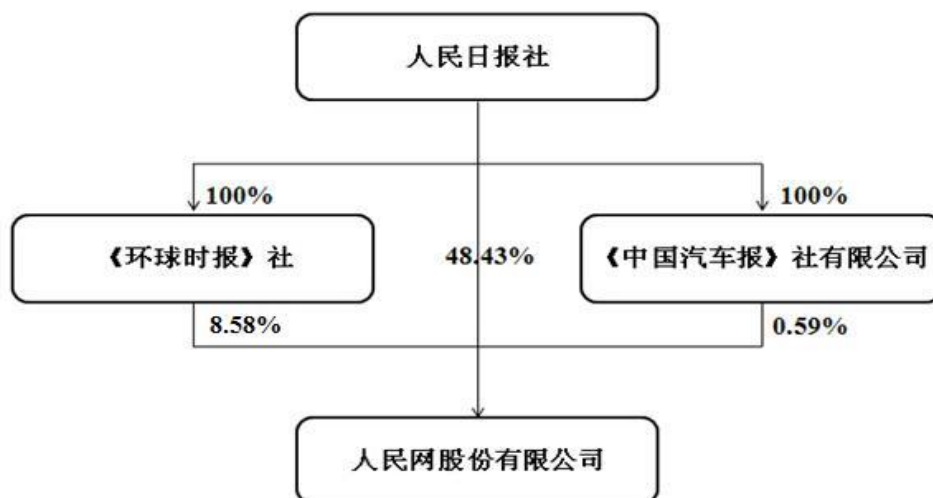 人民日报社
100%
100%
《环球时报》社
48.43%
《中国汽车报》社有限公司
8.58%
0.59%
人民网股份有限公司